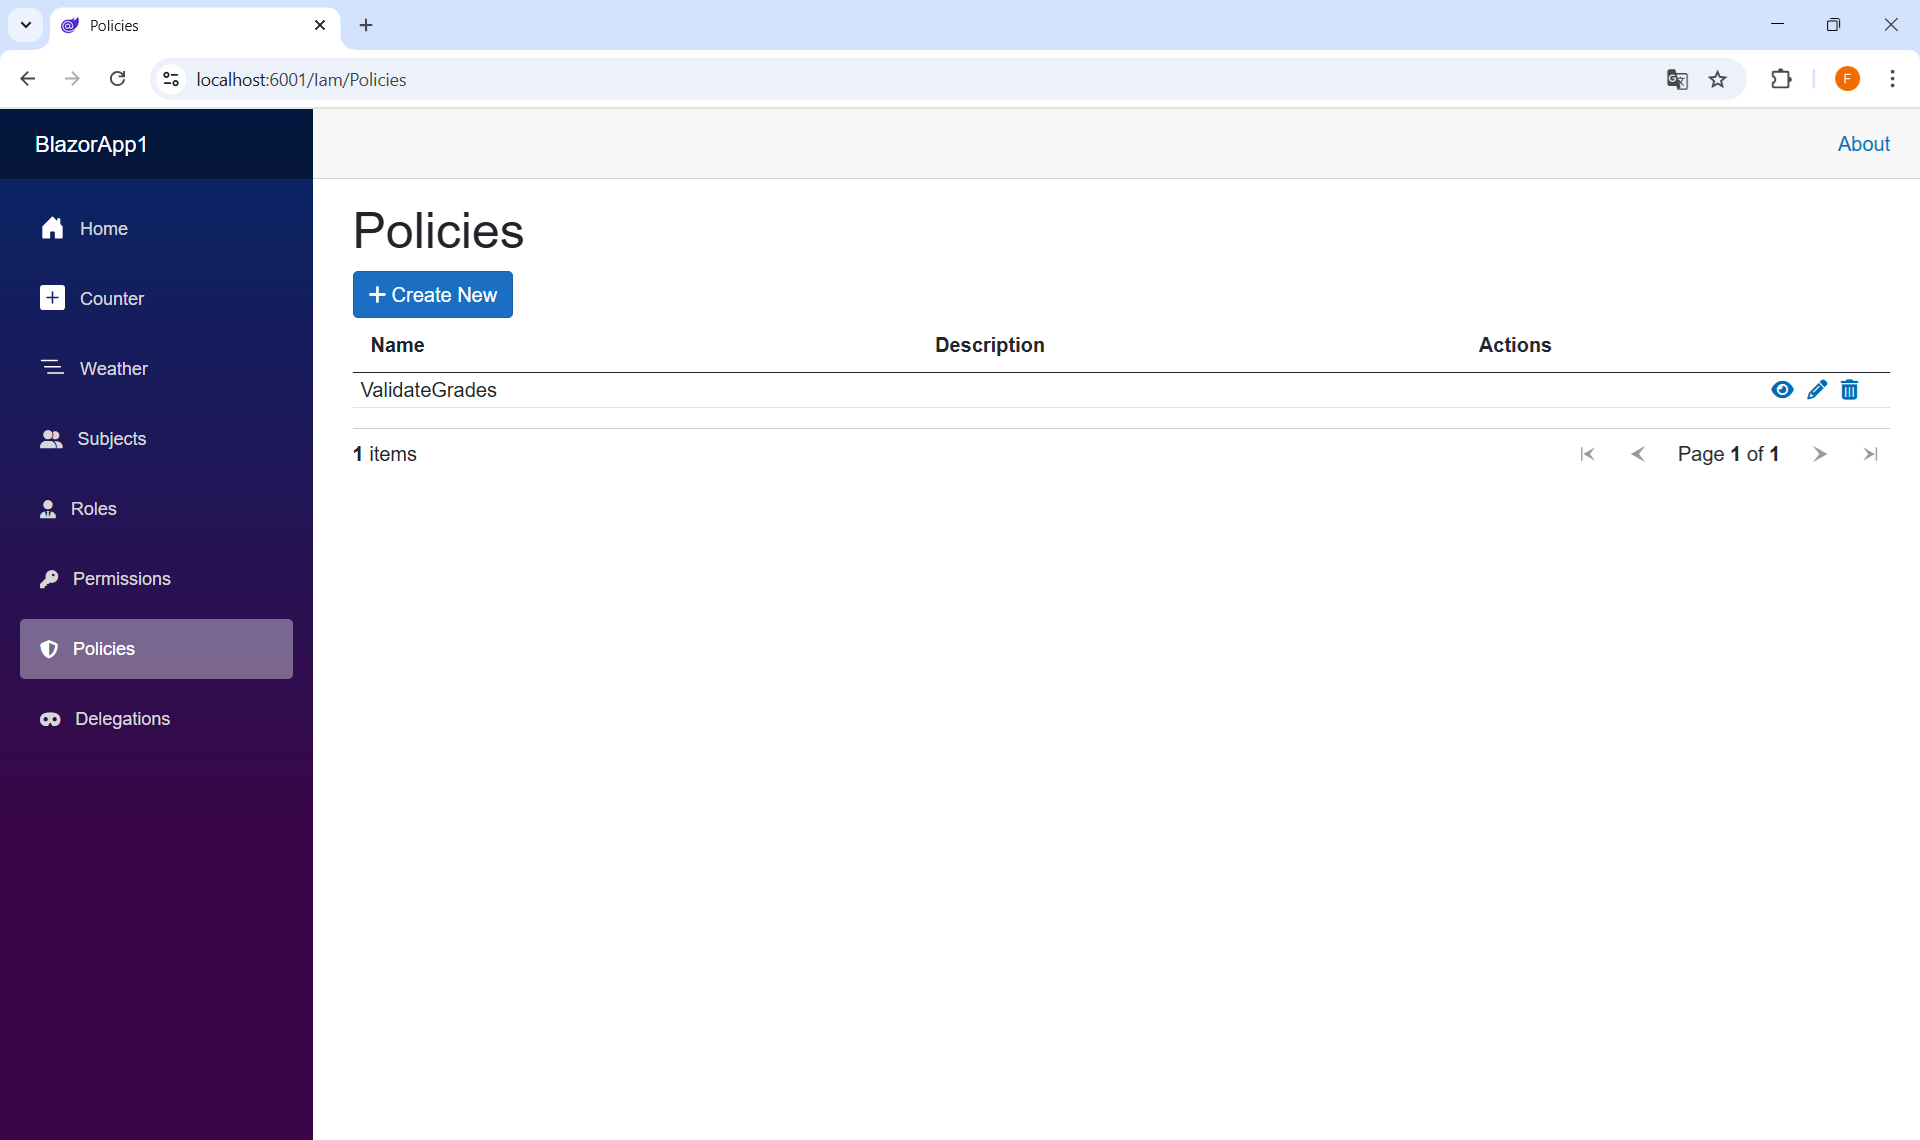 Policies
localhost:6001/Iam/Policies
F
BlazorApp1
About
Home
Counter
Weather
Subjects
Roles
Permissions
Policies
Delegations
Policies
Create New
Name Description Actions
ValidateGrades
1 items
Page 1 of 1